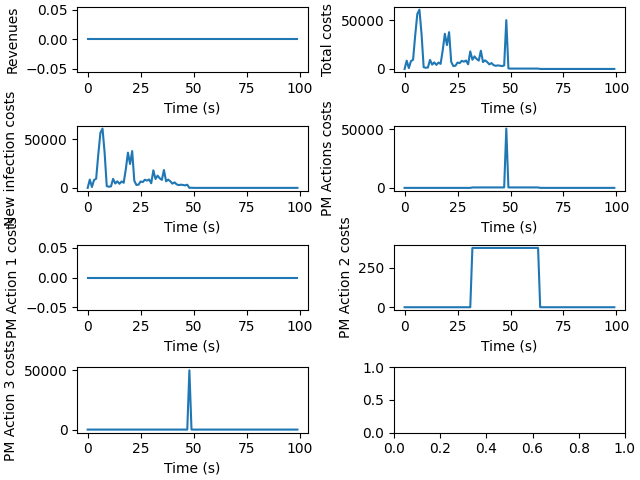 Revenues
0.05
0.00
−0.05
0 25 50 75 100
Time (s)
Total costs
50000
0
0 25 50 75 100
Time (s)
New infection costs
50000
0
0 25 50 75 100
Time (s)
PM Actions costs
50000
0
0 25 50 75 100
Time (s)
PM Action 1 costs
0.05
0.00
−0.05
0 25 50 75 100
Time (s)
PM Action 2 costs
250
0
0 25 50 75 100
Time (s)
PM Action 3 costs
50000
0
0 25 50 75 100
Time (s)
1.0
0.5
0.0
0.0 0.2 0.4 0.6 0.8 1.0